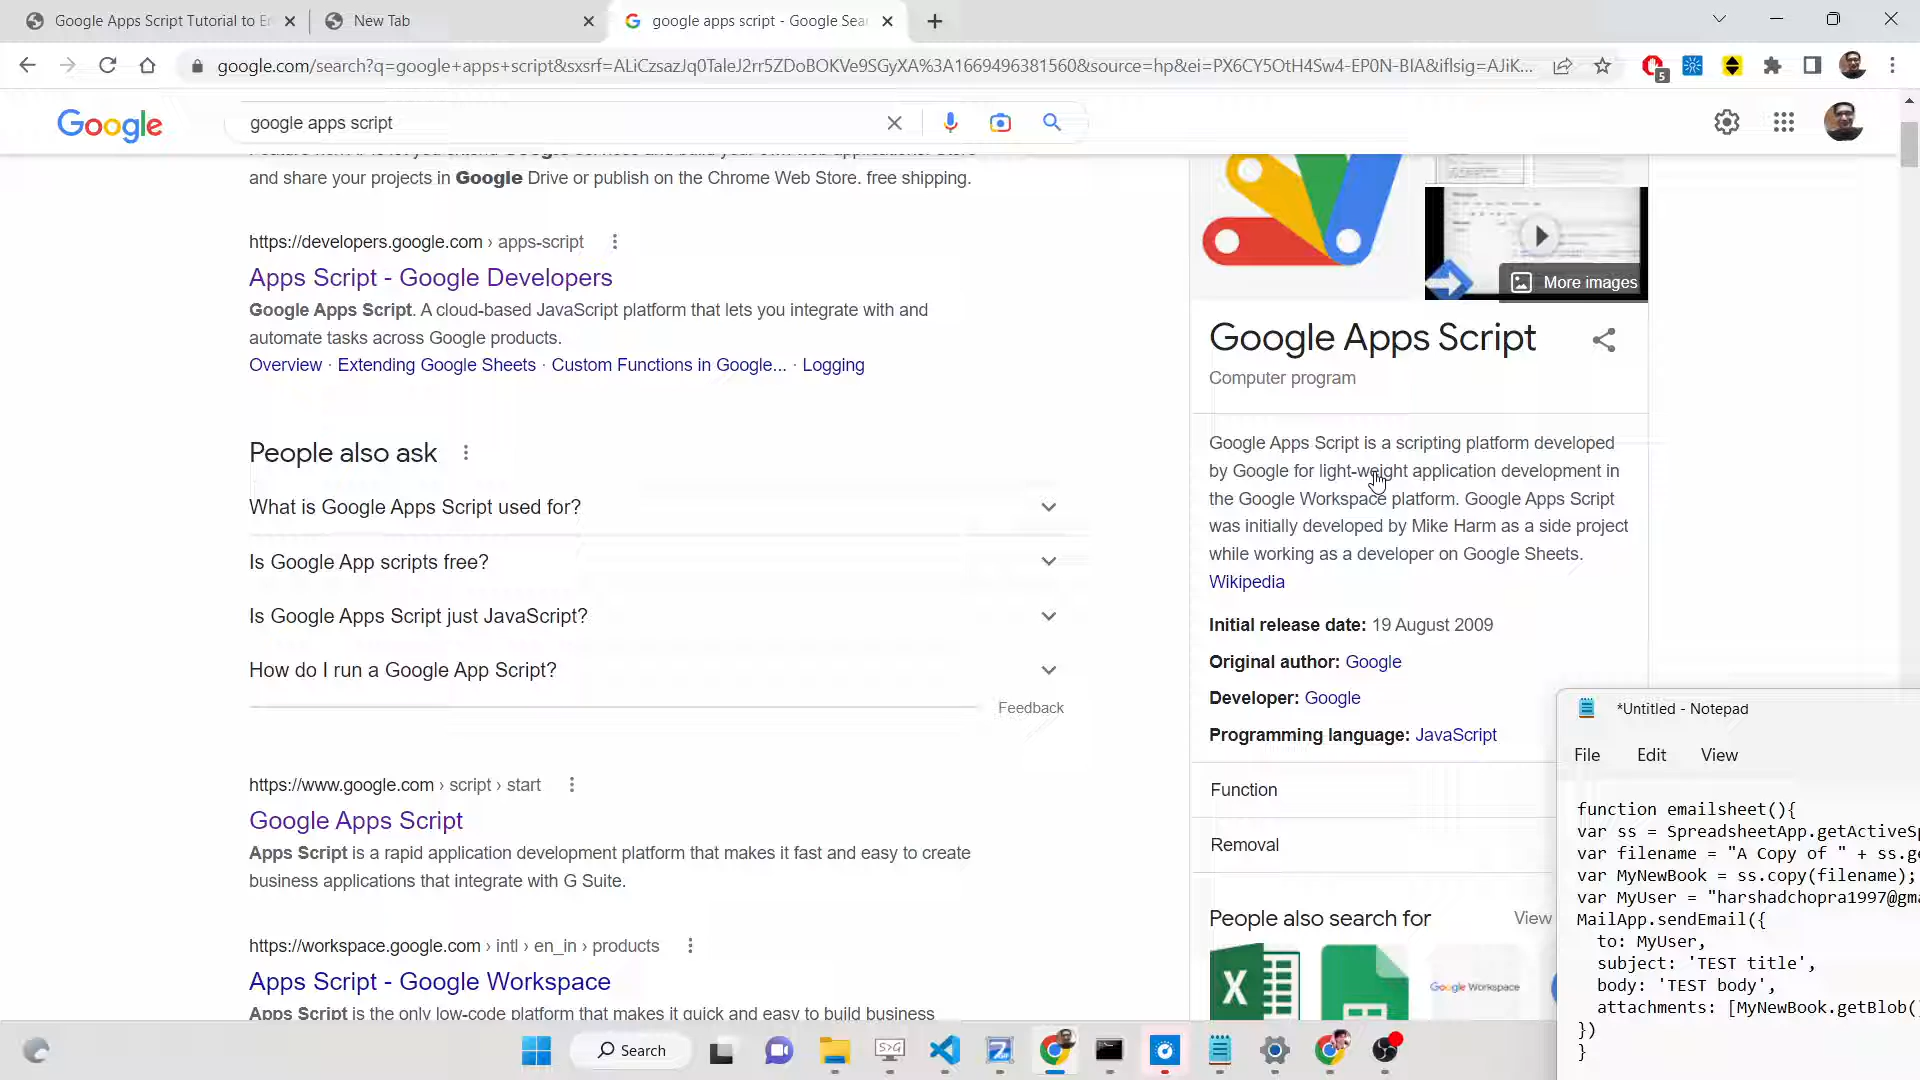 Google Apps Script Tutorial to E
New Tab
google apps script - Google Sea
google.com/search?q=google+apps+script&sxsrf=ALiCzsazJq0TaleJ2rr5ZDoBOKVe9SGyXA%3A1669496381560&source=hp&ei=PX6CY5OtH4Sw4-EP0N-BIA&iflsig=AJiK...
5
Google
google apps script
and share your projects in Google Drive or publish on the Chrome Web Store. free shipping.
https://developers.google.com › apps-script
Apps Script - Google Developers
Google Apps Script. A cloud-based JavaScript platform that lets you integrate with and
automate tasks across Google products.
Overview · Extending Google Sheets · Custom Functions in Google... · Logging
People also ask
What is Google Apps Script used for?
Is Google App scripts free?
Is Google Apps Script just JavaScript?
How do I run a Google App Script?
Feedback
https://www.google.com › script › start
Google Apps Script
Apps Script is a rapid application development platform that makes it fast and easy to create
business applications that integrate with G Suite.
https://workspace.google.com › intl › en_in › products
Apps Script - Google Workspace
Apps Script is the only low-code platform that makes it quick and easy to build business
More images
Google Apps Script
Computer program
Google Apps Script is a scripting platform developed
by Google for light-weight application development in
the Google Workspace platform. Google Apps Script
was initially developed by Mike Harm as a side project
while working as a developer on Google Sheets.
Wikipedia
Initial release date: 19 August 2009
Original author: Google
Developer: Google
Programming language: JavaScript
Function
Removal
People also search for
View
Google Workspace
*Untitled - Notepad
File Edit View
function emailsheet(){
var ss = SpreadsheetApp.getActiveSp
var filename = "A Copy of " + ss.ge
var MyNewBook = ss.copy(filename);
var MyUser = "harshadchopra1997@gma
MailApp.sendEmail({
to: MyUser,
subject: 'TEST title',
body: 'TEST body',
attachments: [MyNewBook.getBlob()
})
}
Search